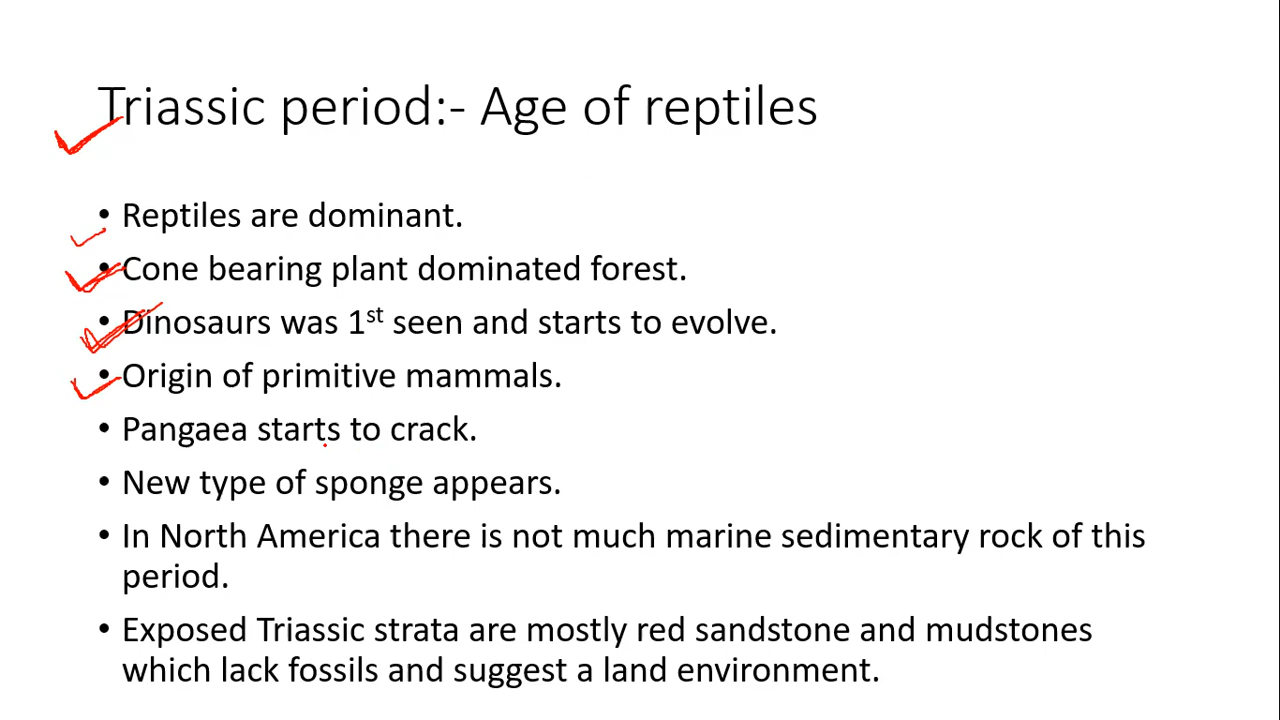 Triassic period:- Age of reptiles
• Reptiles are dominant.
• Cone bearing plant dominated forest.
• Dinosaurs was 1st seen and starts to evolve.
• Origin of primitive mammals.
• Pangaea starts to crack.
• New type of sponge appears.
• In North America there is not much marine sedimentary rock of this
period.
• Exposed Triassic strata are mostly red sandstone and mudstones
which lack fossils and suggest a land environment.